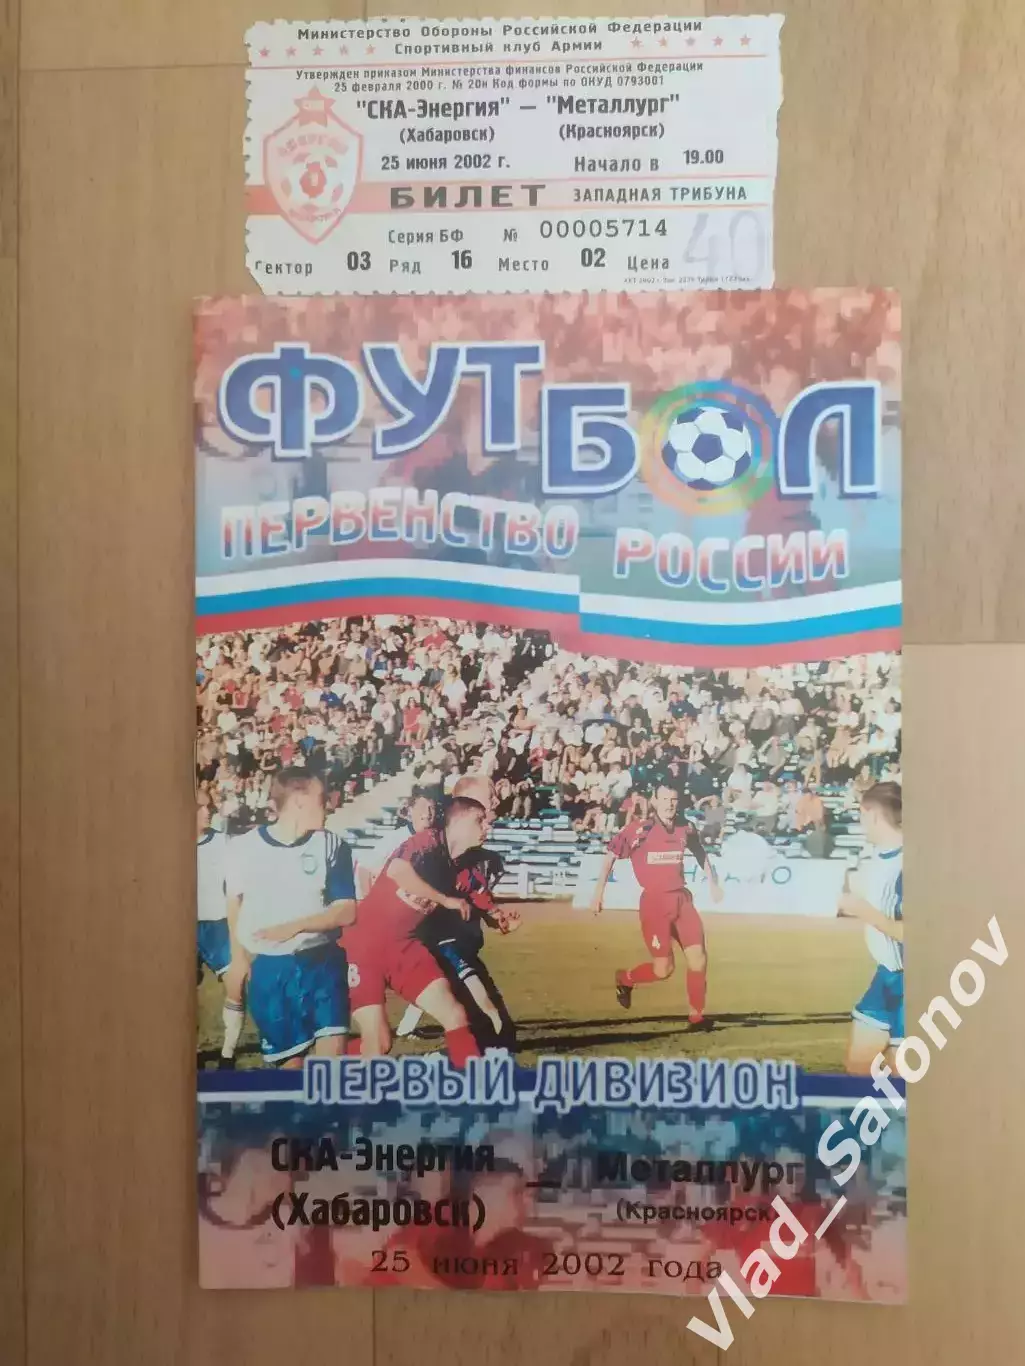 Министерство Обороны Российской Федерации
Спортивный клуб Армии
Утвержден приказом Министерства финансов Российской Федерации
25 февраля 2000 г. № 20н Код формы по ОКУД 0793001
"СКА-Энергия" — "Металлург"
(Хабаровск) (Красноярск)
25 июня 2002 г. Начало в 19.00
БИЛЕТ ЗАПАДНАЯ ТРИБУНА
Серия БФ № 00005714
Сектор 03 Ряд 16 Место 02 Цена 40
ФУТБОЛ
ПЕРВЕНСТВО РОССИИ
8
4
ПЕРВЫЙ ДИВИЗИОН
СКА-Энергия — Металлург
(Хабаровск) (Красноярск)
25 июня 2002 года
vlad_Safonov